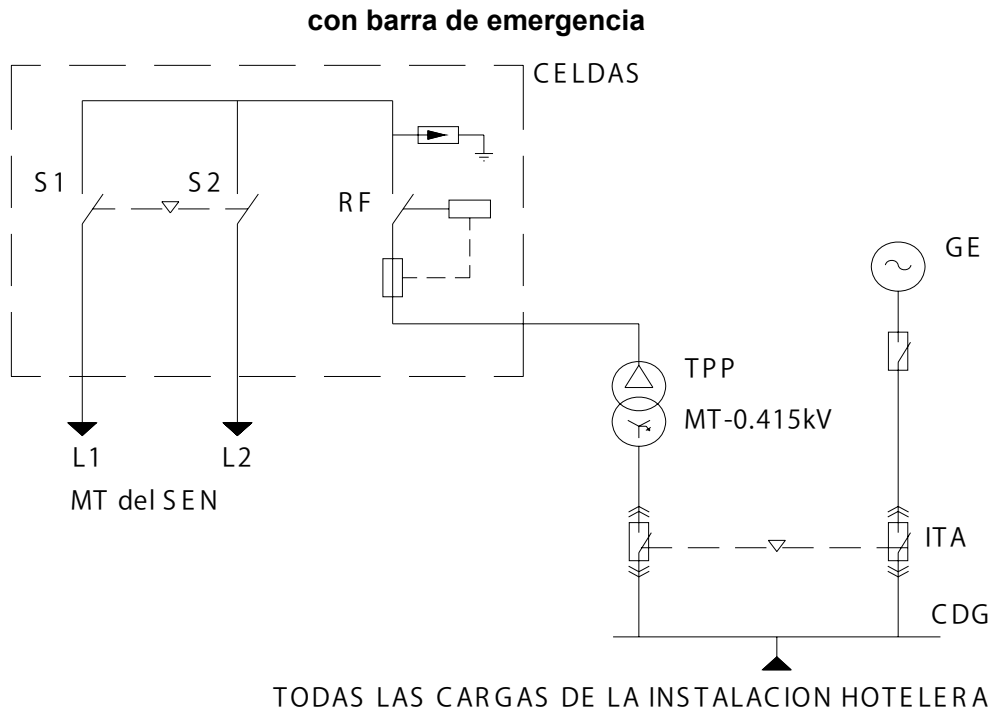 con barra de emergencia
CELDAS
S1
S2
RF
GE
TPP
MT-0.415kV
L1
L2
MT del SEN
ITA
CDG
TODAS LAS CARGAS DE LA INSTALACION HOTELERA